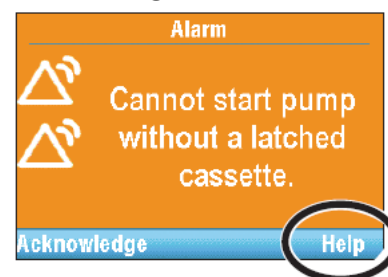 Alarm
Cannot start pump
without a latched
cassette.
Acknowledge Help